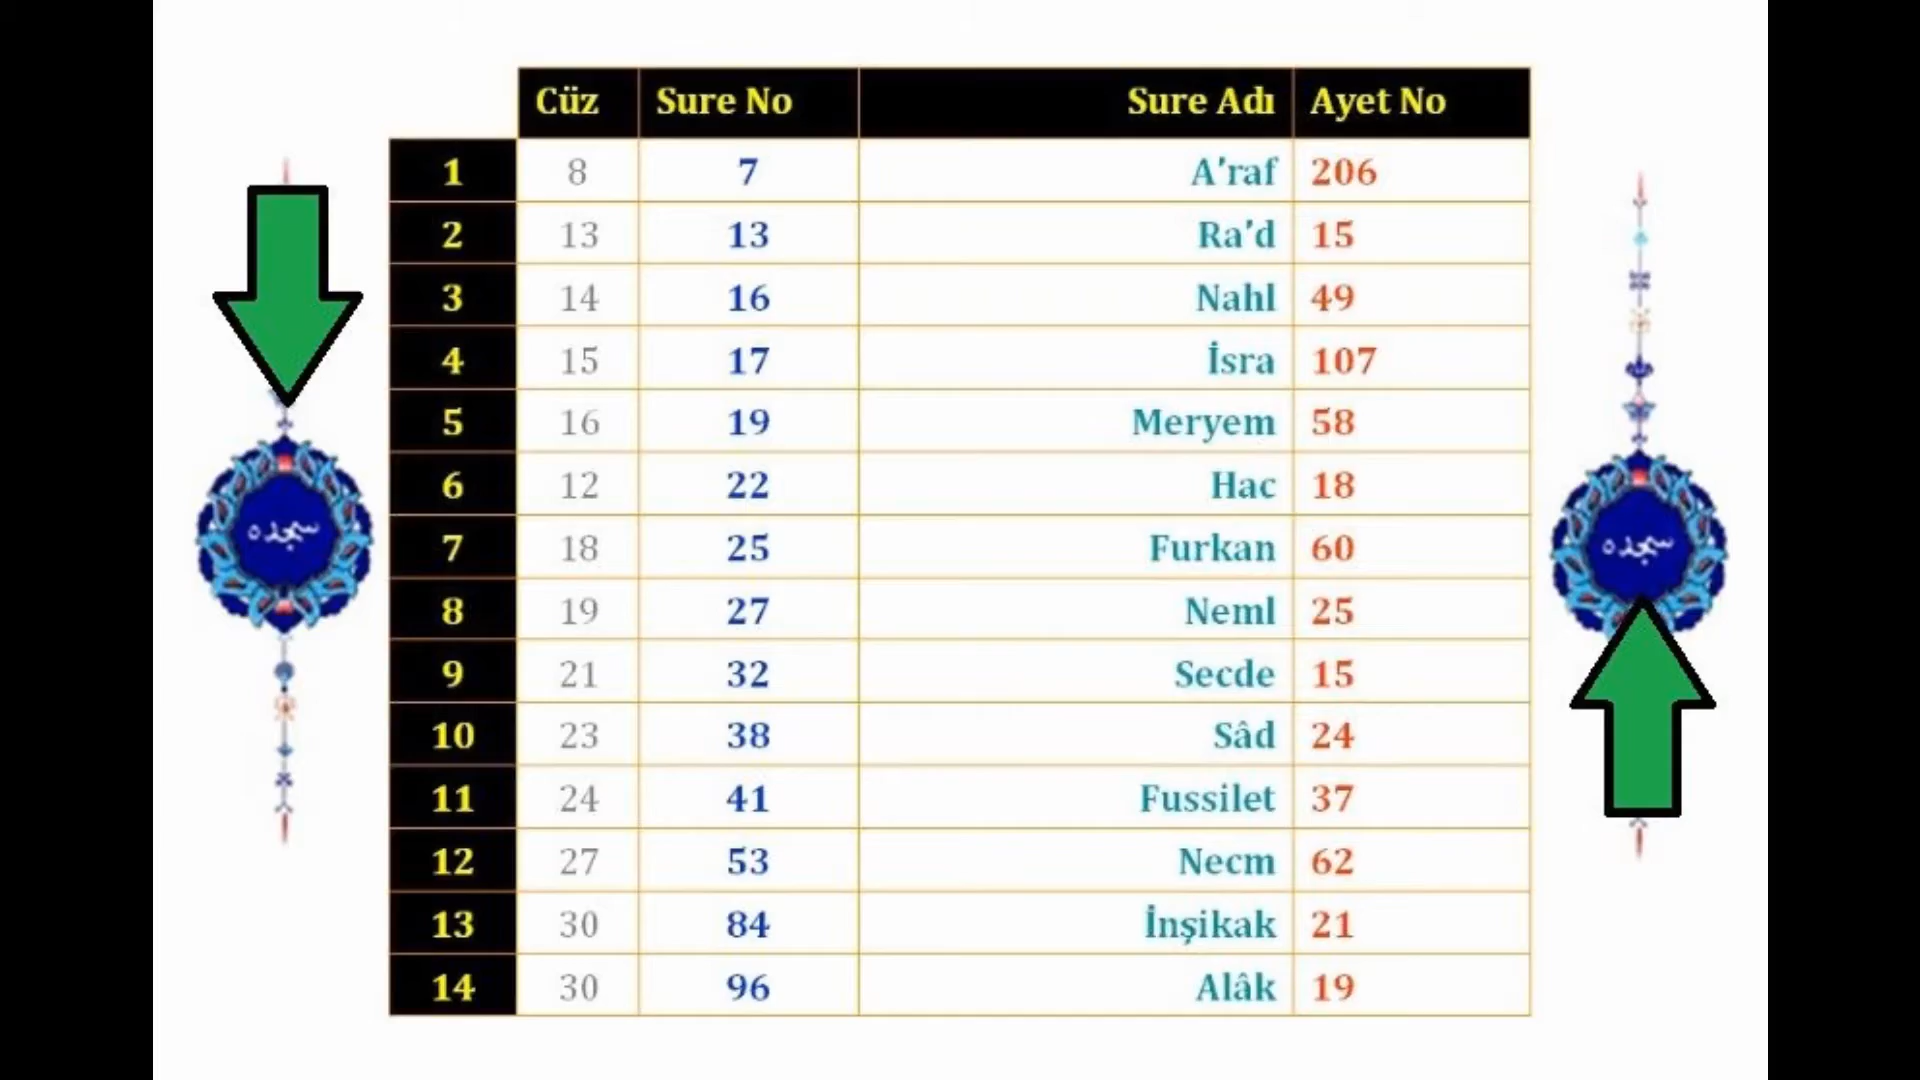 Cüz Sure No Sure Adı Ayet No
1 8 7 A'raf 206
2 13 13 Ra'd 15
3 14 16 Nahl 49
4 15 17 İsra 107
5 16 19 Meryem 58
6 12 22 Hac 18
7 18 25 Furkan 60
8 19 27 Neml 25
9 21 32 Secde 15
10 23 38 Sâd 24
11 24 41 Fussilet 37
12 27 53 Necm 62
13 30 84 İnşikak 21
14 30 96 Alâk 19
سجده
سجده